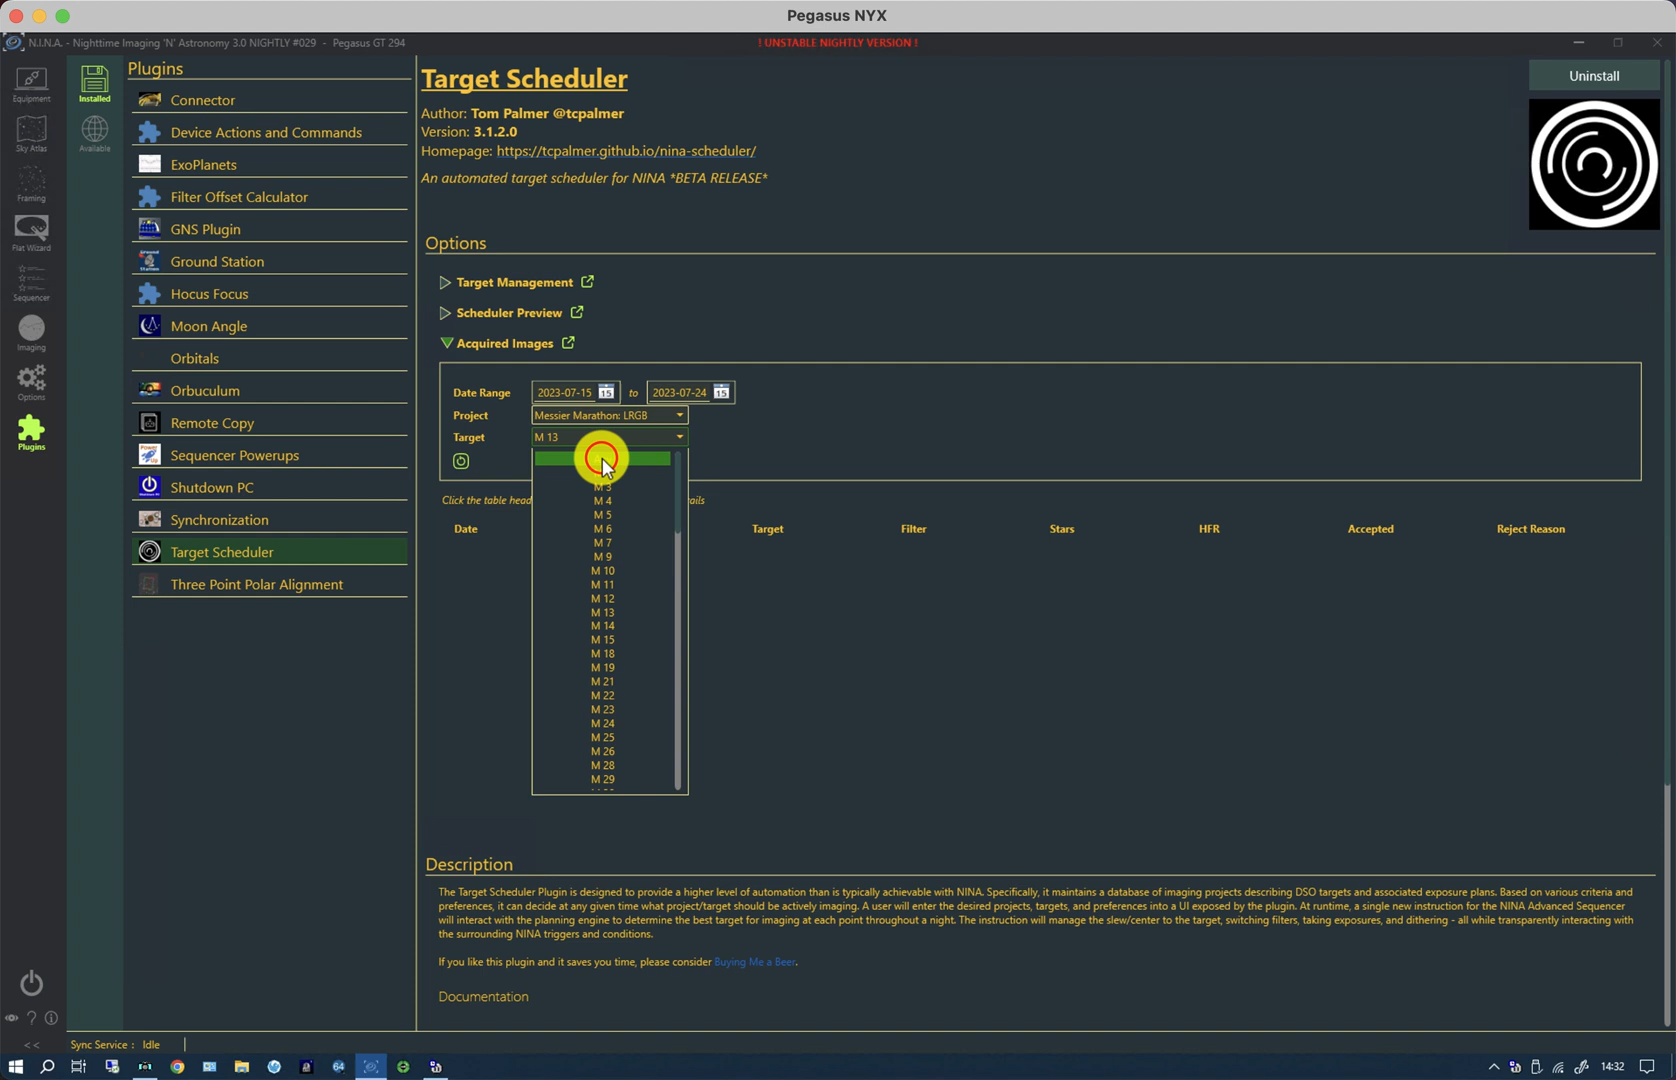 Pegasus NYX
N.I.N.A. - Nighttime Imaging 'N' Astronomy 3.0 NIGHTLY #029 - Pegasus GT 294
! UNSTABLE NIGHTLY VERSION !
Equipment
Sky Atlas
Framing
Flat Wizard
Sequencer
Imaging
Options
Plugins
Installed
Available
Plugins
Connector
Device Actions and Commands
ExoPlanets
Filter Offset Calculator
GNS Plugin
Ground Station
Hocus Focus
Moon Angle
Orbitals
Orbuculum
Remote Copy
Sequencer Powerups
Shutdown PC
Synchronization
Target Scheduler
Three Point Polar Alignment
Target Scheduler
Uninstall
Author: Tom Palmer @tcpalmer
Version: 3.1.2.0
Homepage: https://tcpalmer.github.io/nina-scheduler/
An automated target scheduler for NINA *BETA RELEASE*
Options
Target Management
Scheduler Preview
Acquired Images
Date Range 2023-07-15 15 to 2023-07-24 15
Project Messier Marathon: LRGB
Target M 13
M 3
M 4
M 5
M 6
M 7
M 9
M 10
M 11
M 12
M 13
M 14
M 15
M 18
M 19
M 21
M 22
M 23
M 24
M 25
M 26
M 28
M 29
Click the table head
Date Target Filter Stars HFR Accepted Reject Reason
Description
The Target Scheduler Plugin is designed to provide a higher level of automation than is typically achievable with NINA. Specifically, it maintains a database of imaging projects describing DSO targets and associated exposure plans. Based on various criteria and
preferences, it can decide at any given time what project/target should be actively imaging. A user will enter the desired projects, targets, and preferences into a UI exposed by the plugin. At runtime, a single new instruction for the NINA Advanced Sequencer
will interact with the planning engine to determine the best target for imaging at each point throughout a night. The instruction will manage the slew/center to the target, switching filters, taking exposures, and dithering - all while transparently interacting with
the surrounding NINA triggers and conditions.
If you like this plugin and it saves you time, please consider Buying Me a Beer.
Documentation
<<
Sync Service : Idle
64
14:32